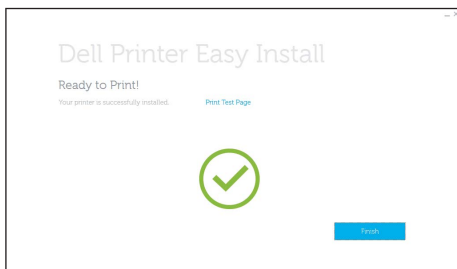 Dell Printer Easy Install
Ready to Print!
Your printer is successfully installed. Print Test Page
Finish